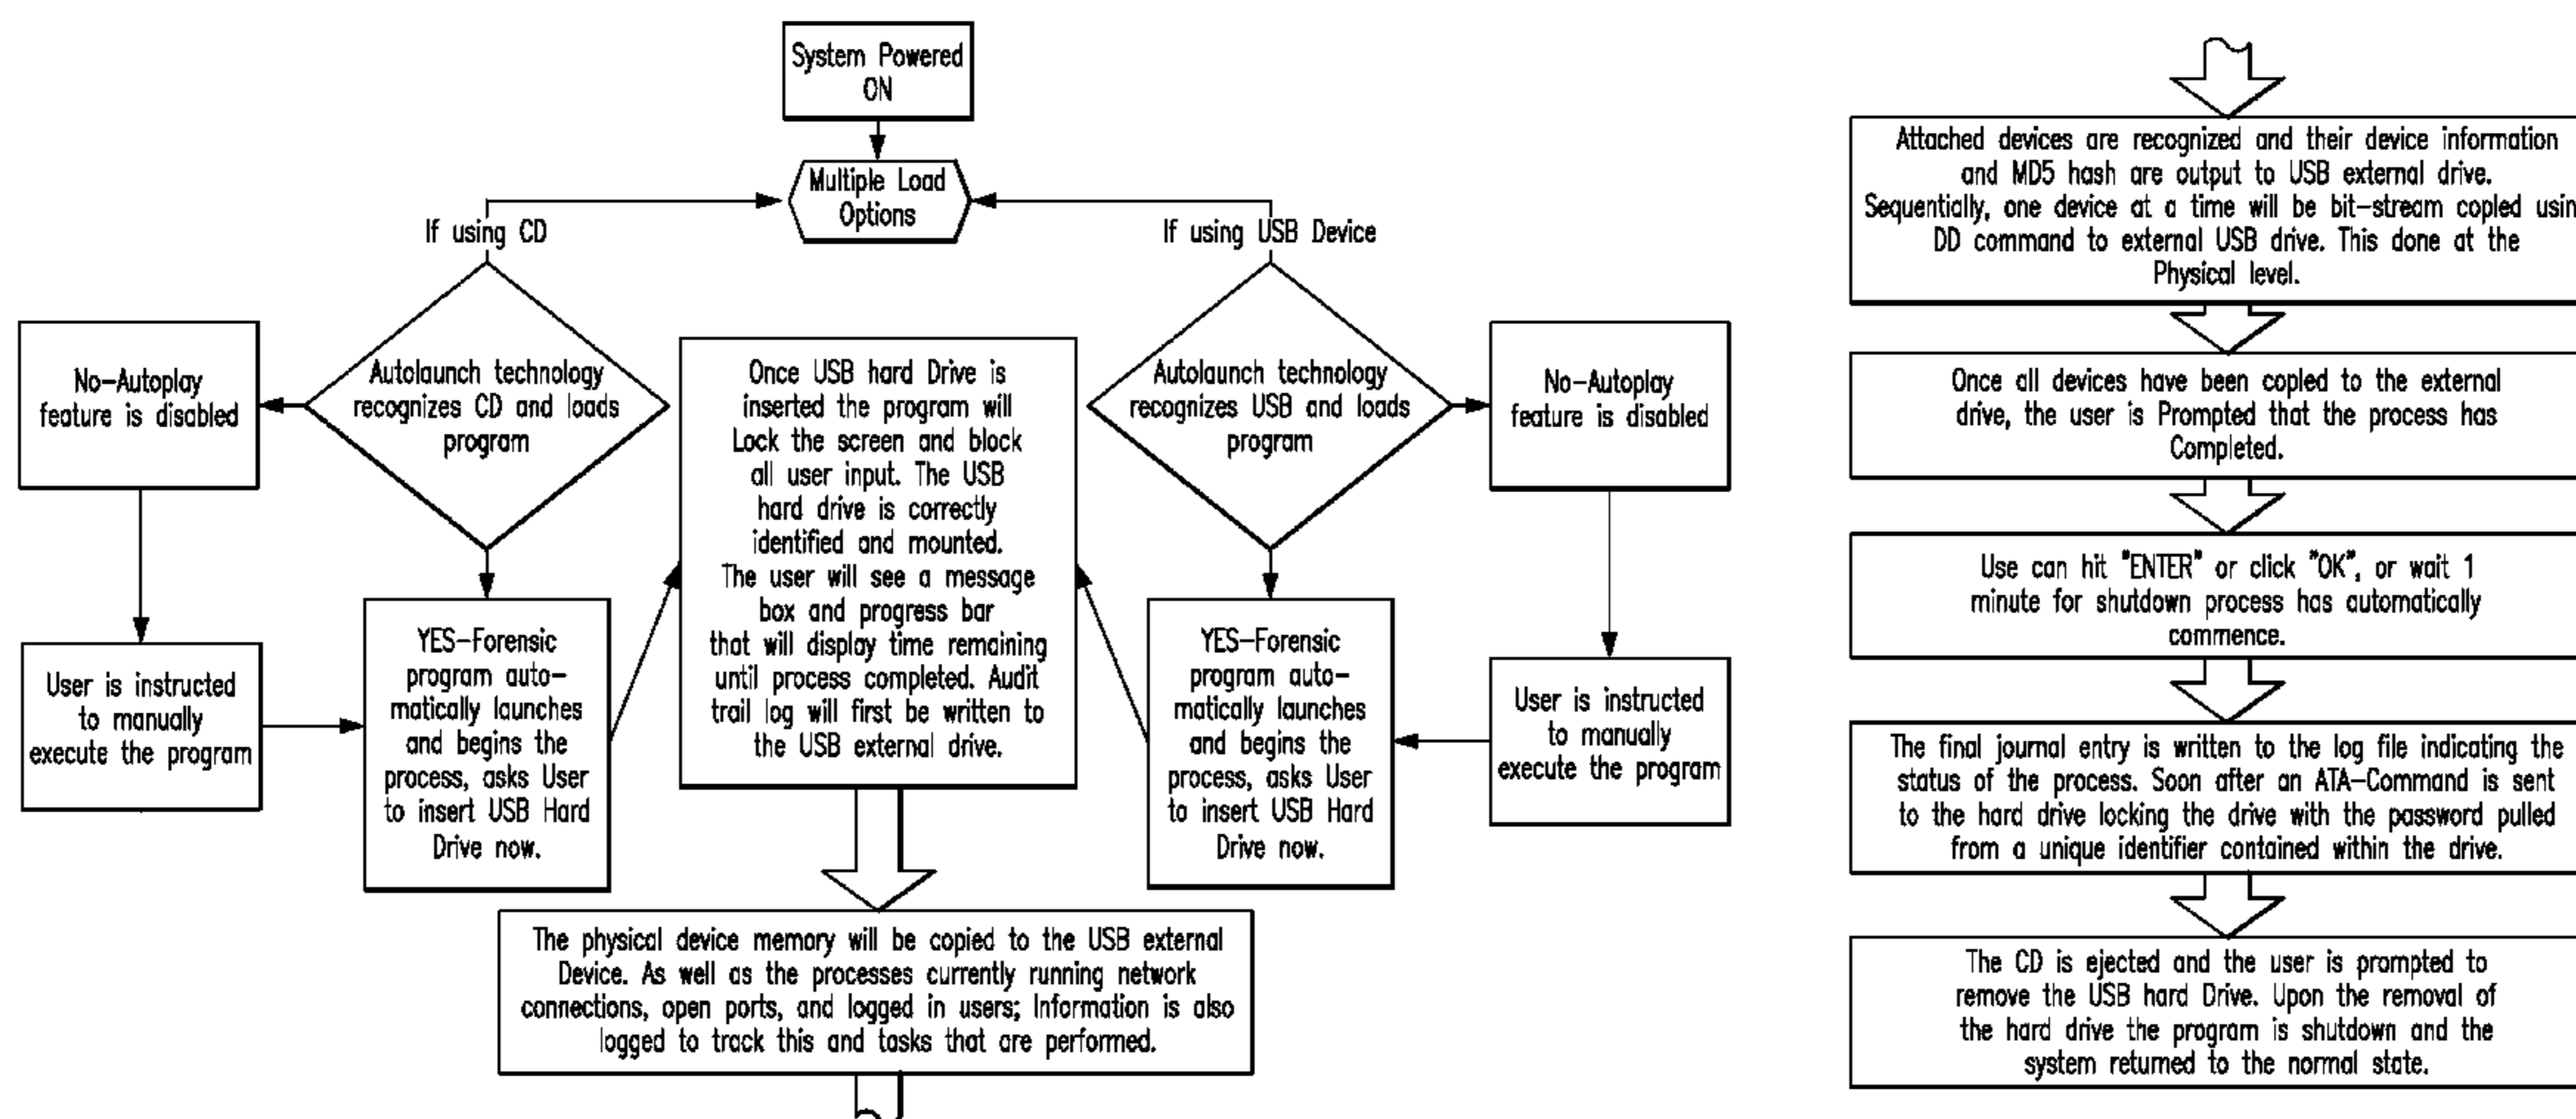 System Powered
ON
Multiple Load
Options
If using CD
If using USB Device
No-Autoplay
feature is disabled
Autolaunch technology
recognizes CD and loads
program
User is instructed
to manually
execute the program
YES-Forensic
program auto-
matically launches
and begins the
process, asks User
to insert USB Hard
Drive now.
Once USB hard Drive is
inserted the program will
Lock the screen and block
all user input. The USB
hard drive is correctly
identified and mounted.
The user will see a message
box and progress bar
that will display time remaining
until process completed. Audit
trail log will first be written to
the USB external drive.
Autolaunch technology
recognizes USB and loads
program
No-Autoplay
feature is disabled
YES-Forensic
program auto-
matically launches
and begins the
process, asks User
to insert USB Hard
Drive now.
User is instructed
to manually
execute the program
The physical device memory will be copied to the USB external
Device. As well as the processes currently running network
connections, open ports, and logged in users; Information is also
logged to track this and tasks that are performed.
Attached devices are recognized and their device information
and MD5 hash are output to USB external drive.
Sequentially, one device at a time will be bit-stream copied usin
DD command to external USB drive. This done at the
Physical level.
Once all devices have been copied to the external
drive, the user is Prompted that the process has
Completed.
Use can hit "ENTER" or click "OK", or wait 1
minute for shutdown process has automatically
commence.
The final journal entry is written to the log file indicating the
status of the process. Soon after an ATA-Command is sent
to the hard drive locking the drive with the password pulled
from a unique identifier contained within the drive.
The CD is ejected and the user is prompted to
remove the USB hard Drive. Upon the removal of
the hard drive the program is shutdown and the
system returned to the normal state.